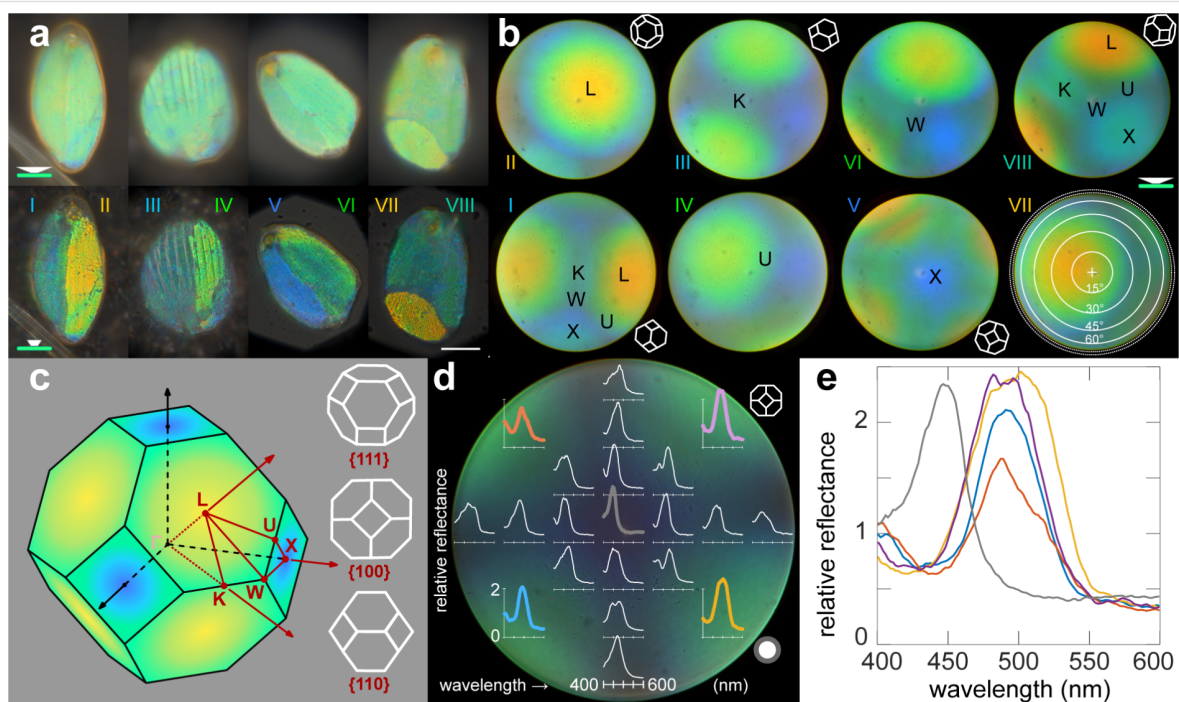 a
I II III IV V VI VII VIII
b
L
II
K
III
W
VI
L
K U
W
X
VIII
I
K L
W
X U
IV
U
V
X
VII
15°
30°
45°
60°
c
L
Γ
U
X
K
W
{111}
{100}
{110}
d
relative reflectance
2
0
wavelength → 400 600 (nm)
e
relative reflectance
2
1
0
400 450 500 550 600
wavelength (nm)